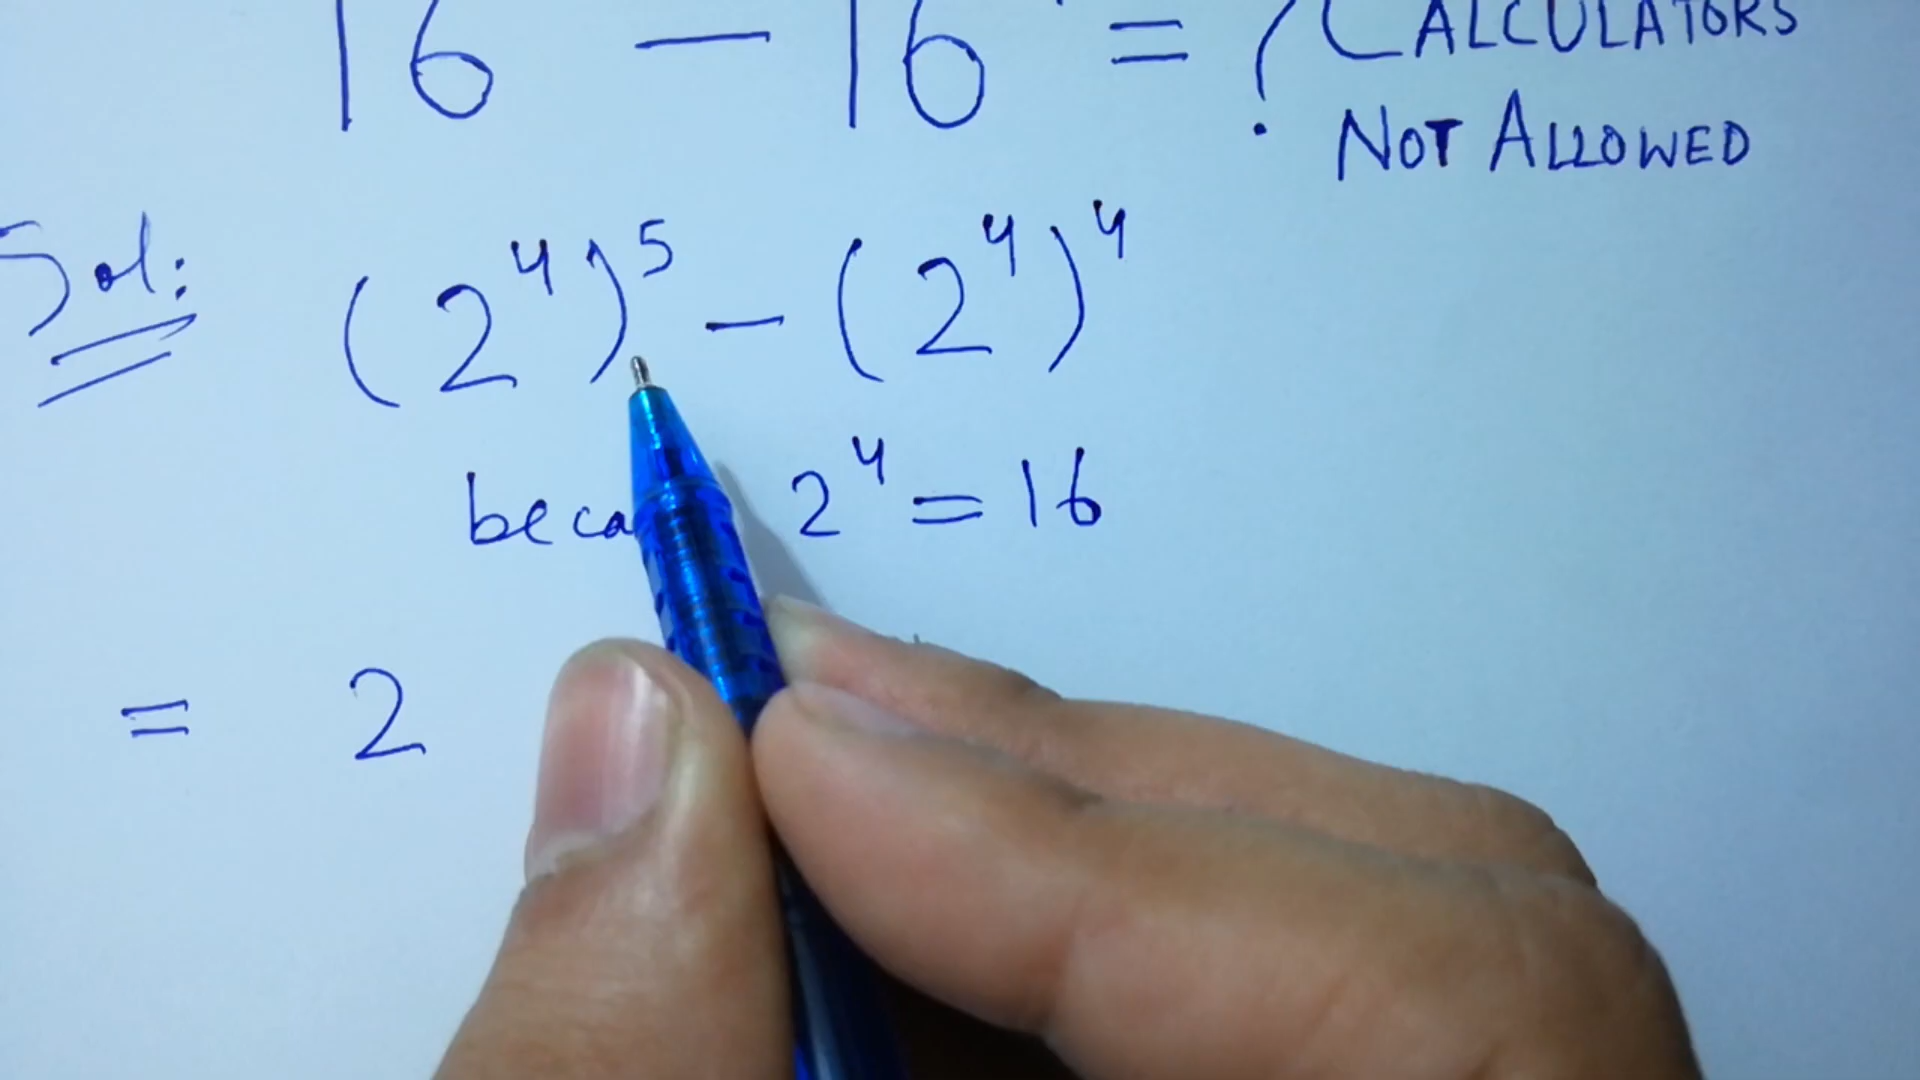 16 − 16 = ? CALCULATORS
NOT ALLOWED
Sol: (2⁴)⁵ − (2⁴)⁴
2⁴ = 16
= 2